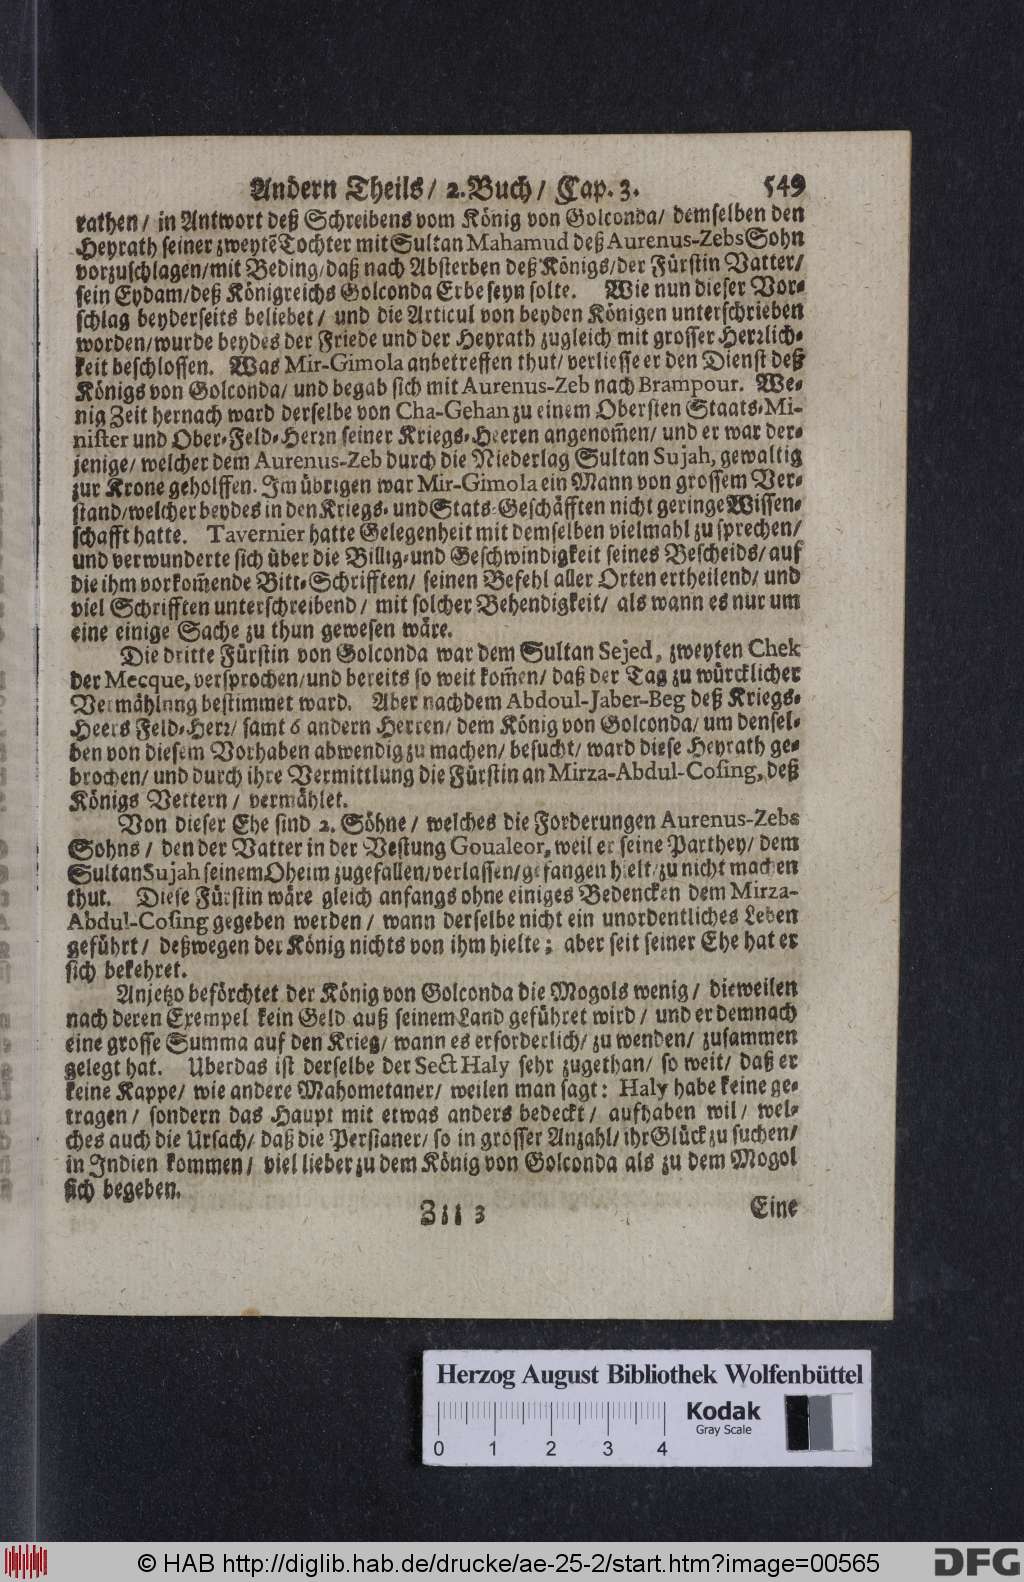 Andern Theils / 2. Buch / Cap. 3. 549
rathen / in Antwort deß Schreibens vom König von Golconda / demselben den
Heyrath seiner zweytẽ Tochter mit Sultan Mahamud deß Aurenus-Zebs Sohn
vorzuschlagen / mit Beding / daß nach Absterben deß Königs / der Fürstin Vatter /
sein Eydam / deß Königreichs Golconda Erbe seyn solte. Wie nun dieser Vor-
schlag beyderseits beliebet / und die Articul von beyden Königen unterschrieben
worden / wurde beydes der Friede und der Heyrath zugleich mit grosser Herzlich-
keit beschlossen. Was Mir-Gimola anbetreffen thut / verliesse er den Dienst deß
Königs von Golconda / und begab sich mit Aurenus-Zeb nach Brampour. We-
nig Zeit hernach ward derselbe von Cha-Gehan zu einem Obersten Staats-Mi-
nister und Ober-Feld-Herrn seiner Kriegs-Heeren angenom̃en / und er war der-
jenige / welcher dem Aurenus-Zeb durch die Niederlag Sultan Sujah, gewaltig
zur Krone geholffen. Im übrigen war Mir-Gimola ein Mann von grossem Ver-
stand / welcher beydes in den Kriegs- und Stats-Geschäfften nicht geringe Wissen-
schafft hatte. Tavernier hatte Gelegenheit mit demselben vielmahl zu sprechen /
und verwunderte sich über die Billig- und Geschwindigkeit seines Bescheids / auf
die ihm vorkom̃ende Bitt-Schrifften / seinen Befehl aller Orten ertheilend / und
viel Schrifften unterschreibend / mit solcher Behendigkeit / als wann es nur um
eine einige Sache zu thun gewesen wäre.
Die dritte Fürstin von Golconda war dem Sultan Sejed, zweyten Chek
der Mecque, versprochen / und bereits so weit kom̃en / daß der Tag zu würcklicher
Vermählung bestimmet ward. Aber nachdem Abdoul-Jaber-Beg deß Kriegs-
Heers Feld-Herr / samt 6 andern Herren / dem König von Golconda / um densel-
ben von diesem Vorhaben abwendig zu machen / besucht / ward diese Heyrath ge-
brochen / und durch ihre Vermittlung die Fürstin an Mirza-Abdul-Cosing, deß
Königs Vettern / vermählet.
Von dieser Ehe sind 2. Söhne / welches die Forderungen Aurenus-Zebs
Sohns / den der Vatter in der Vestung Goualeor, weil er seine Parthey / dem
Sultan Sujah seinem Oheim zugefallen / verlassen / gefangen hielt / zu nicht machen
thut. Diese Fürstin wäre gleich anfangs ohne einiges Bedencken dem Mirza-
Abdul-Cosing gegeben werden / wann derselbe nicht ein unordentliches Leben
geführt / deßwegen der König nichts von ihm hielte; aber seit seiner Ehe hat er
sich bekehret.
Anjetzo beförchtet der König von Golconda die Mogols wenig / dieweilen
nach deren Exempel kein Geld auß seinem Land geführet wird / und er demnach
eine grosse Summa auf den Krieg / wann es erforderlich / zu wenden / zusammen
gelegt hat. Uberdas ist derselbe der Sect Haly sehr zugethan / so weit / daß er
keine Kappe / wie andere Mahometaner / weilen man sagt: Haly habe keine ge-
tragen / sondern das Haupt mit etwas anders bedeckt / aufhaben wil / wel-
ches auch die Ursach / daß die Persianer / so in grosser Anzahl / ihr Glück zu suchen /
in Indien kommen / viel lieber zu dem König von Golconda als zu dem Mogol
sich begeben.
Zzz 3 Eine
Herzog August Bibliothek Wolfenbüttel
Kodak
Gray Scale
0 1 2 3 4
© HAB http://diglib.hab.de/drucke/ae-25-2/start.htm?image=00565 DFG